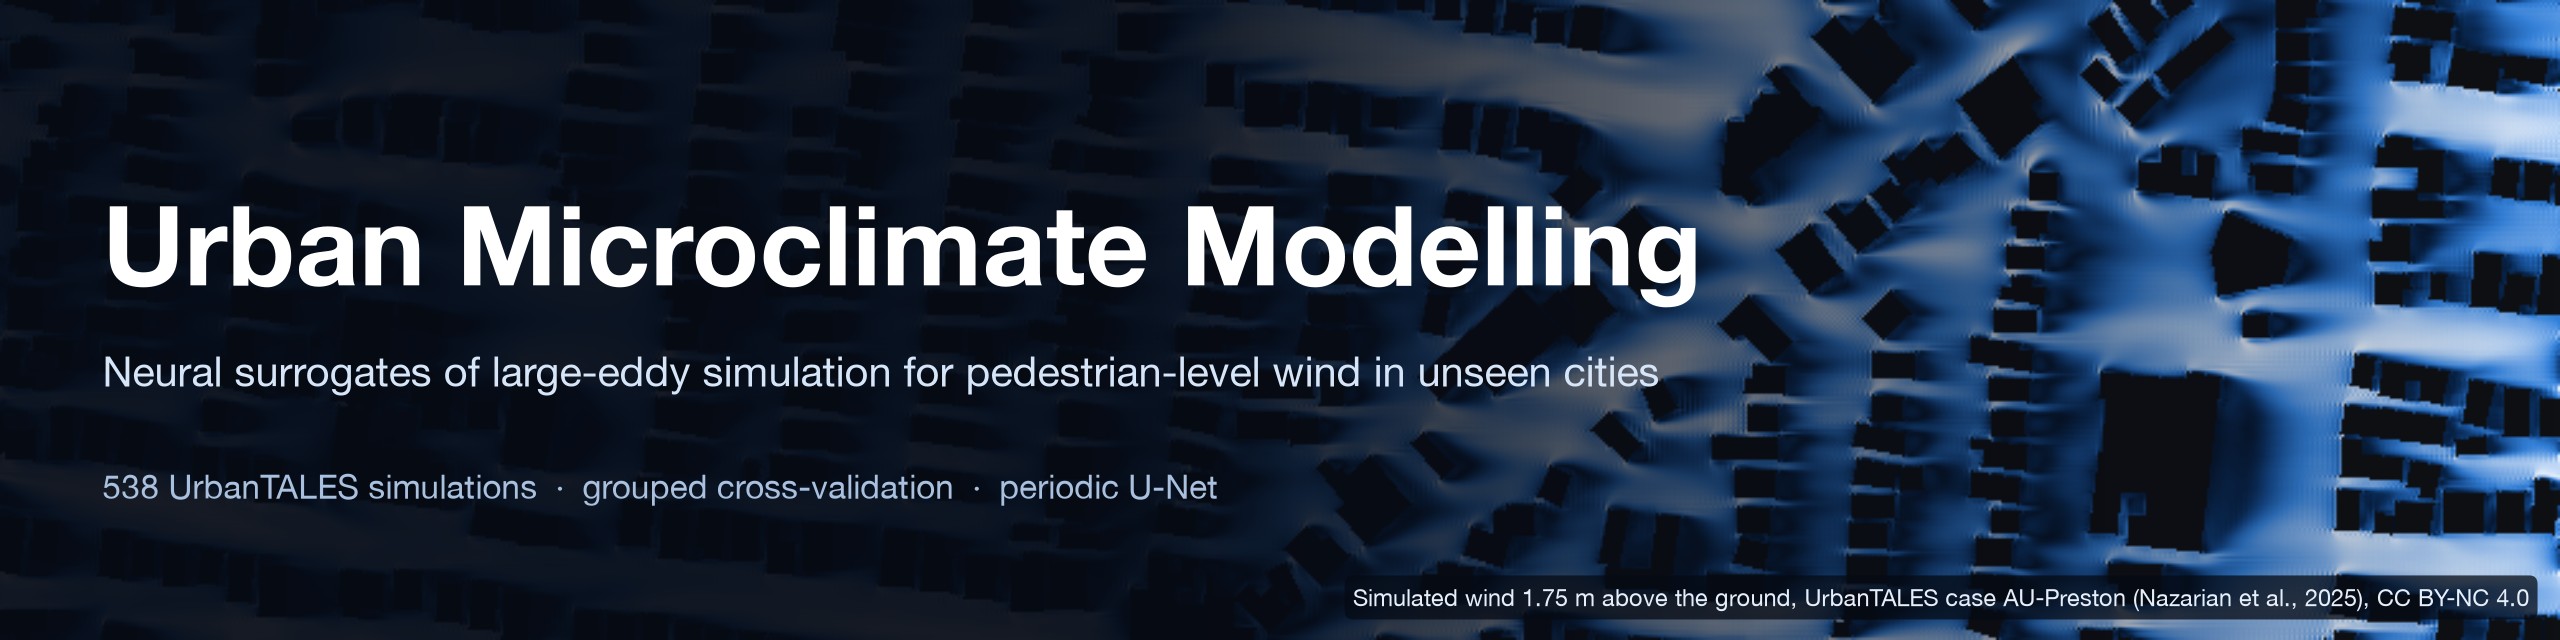 Urban Microclimate Modelling
Neural surrogates of large-eddy simulation for pedestrian-level wind in unseen cities
538 UrbanTALES simulations · grouped cross-validation · periodic U-Net
Simulated wind 1.75 m above the ground, UrbanTALES case AU-Preston (Nazarian et al., 2025), CC BY-NC 4.0